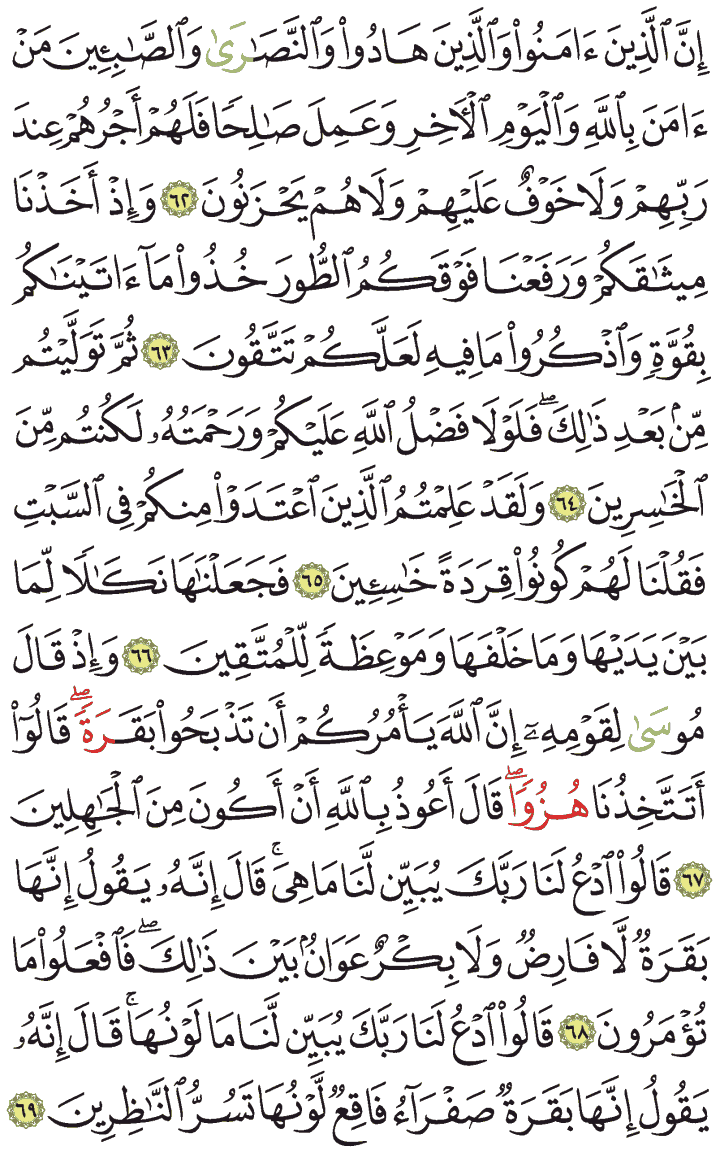 إِنَّ ٱلَّذِينَ ءَامَنُوا۟ وَٱلَّذِينَ هَادُوا۟ وَٱلنَّصَٰرَىٰ وَٱلصَّٰبِـِٔينَ مَنْ
ءَامَنَ بِٱللَّهِ وَٱلْيَوْمِ ٱلْـَٔاخِرِ وَعَمِلَ صَٰلِحًا فَلَهُمْ أَجْرُهُمْ عِندَ
رَبِّهِمْ وَلَا خَوْفٌ عَلَيْهِمْ وَلَا هُمْ يَحْزَنُونَ ٦٢ وَإِذْ أَخَذْنَا
مِيثَٰقَكُمْ وَرَفَعْنَا فَوْقَكُمُ ٱلطُّورَ خُذُوا۟ مَآ ءَاتَيْنَٰكُم
بِقُوَّةٍ وَٱذْكُرُوا۟ مَا فِيهِ لَعَلَّكُمْ تَتَّقُونَ ٦٣ ثُمَّ تَوَلَّيْتُم
مِّنۢ بَعْدِ ذَٰلِكَ ۖ فَلَوْلَا فَضْلُ ٱللَّهِ عَلَيْكُمْ وَرَحْمَتُهُۥ لَكُنتُم مِّنَ
ٱلْخَٰسِرِينَ ٦٤ وَلَقَدْ عَلِمْتُمُ ٱلَّذِينَ ٱعْتَدَوْا۟ مِنكُمْ فِى ٱلسَّبْتِ
فَقُلْنَا لَهُمْ كُونُوا۟ قِرَدَةً خَٰسِـِٔينَ ٦٥ فَجَعَلْنَٰهَا نَكَٰلًا لِّمَا
بَيْنَ يَدَيْهَا وَمَا خَلْفَهَا وَمَوْعِظَةً لِّلْمُتَّقِينَ ٦٦ وَإِذْ قَالَ
مُوسَىٰ لِقَوْمِهِۦٓ إِنَّ ٱللَّهَ يَأْمُرُكُمْ أَن تَذْبَحُوا۟ بَقَرَةً ۖ قَالُوٓا۟
أَتَتَّخِذُنَا هُزُوًا ۖ قَالَ أَعُوذُ بِٱللَّهِ أَنْ أَكُونَ مِنَ ٱلْجَٰهِلِينَ
٦٧ قَالُوا۟ ٱدْعُ لَنَا رَبَّكَ يُبَيِّن لَّنَا مَا هِىَ ۚ قَالَ إِنَّهُۥ يَقُولُ إِنَّهَا
بَقَرَةٌ لَّا فَارِضٌ وَلَا بِكْرٌ عَوَانٌۢ بَيْنَ ذَٰلِكَ ۖ فَٱفْعَلُوا۟ مَا
تُؤْمَرُونَ ٦٨ قَالُوا۟ ٱدْعُ لَنَا رَبَّكَ يُبَيِّن لَّنَا مَا لَوْنُهَا ۚ قَالَ إِنَّهُۥ
يَقُولُ إِنَّهَا بَقَرَةٌ صَفْرَآءُ فَاقِعٌ لَّوْنُهَا تَسُرُّ ٱلنَّٰظِرِينَ ٦٩